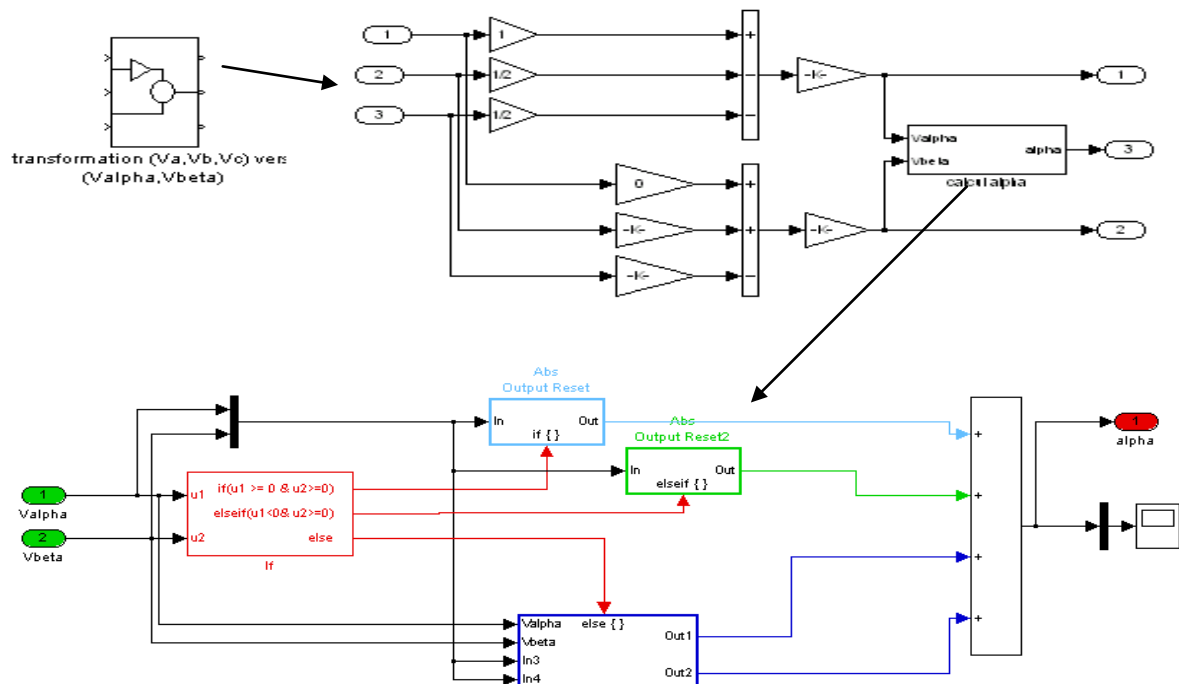 1
1
2
1/2
-K-
1
3
1/2
Valpha
alpha
3
Vbeta
calcul alpha
transformation (Va,Vb,Vc) vers
(Valpha,Vbeta)
0
-K-
-K-
2
-K-
+
-
-
+
+
-
Abs
Output Reset
In
Out
if { }
Abs
Output Reset2
In
Out
elseif { }
1
Valpha
2
Vbeta
u1
if(u1 >= 0 & u2>=0)
elseif(u1<0& u2>=0)
u2
else
If
Valpha
else { }
Vbeta
In3
In4
Out1
Out2
+
+
+
+
1
alpha